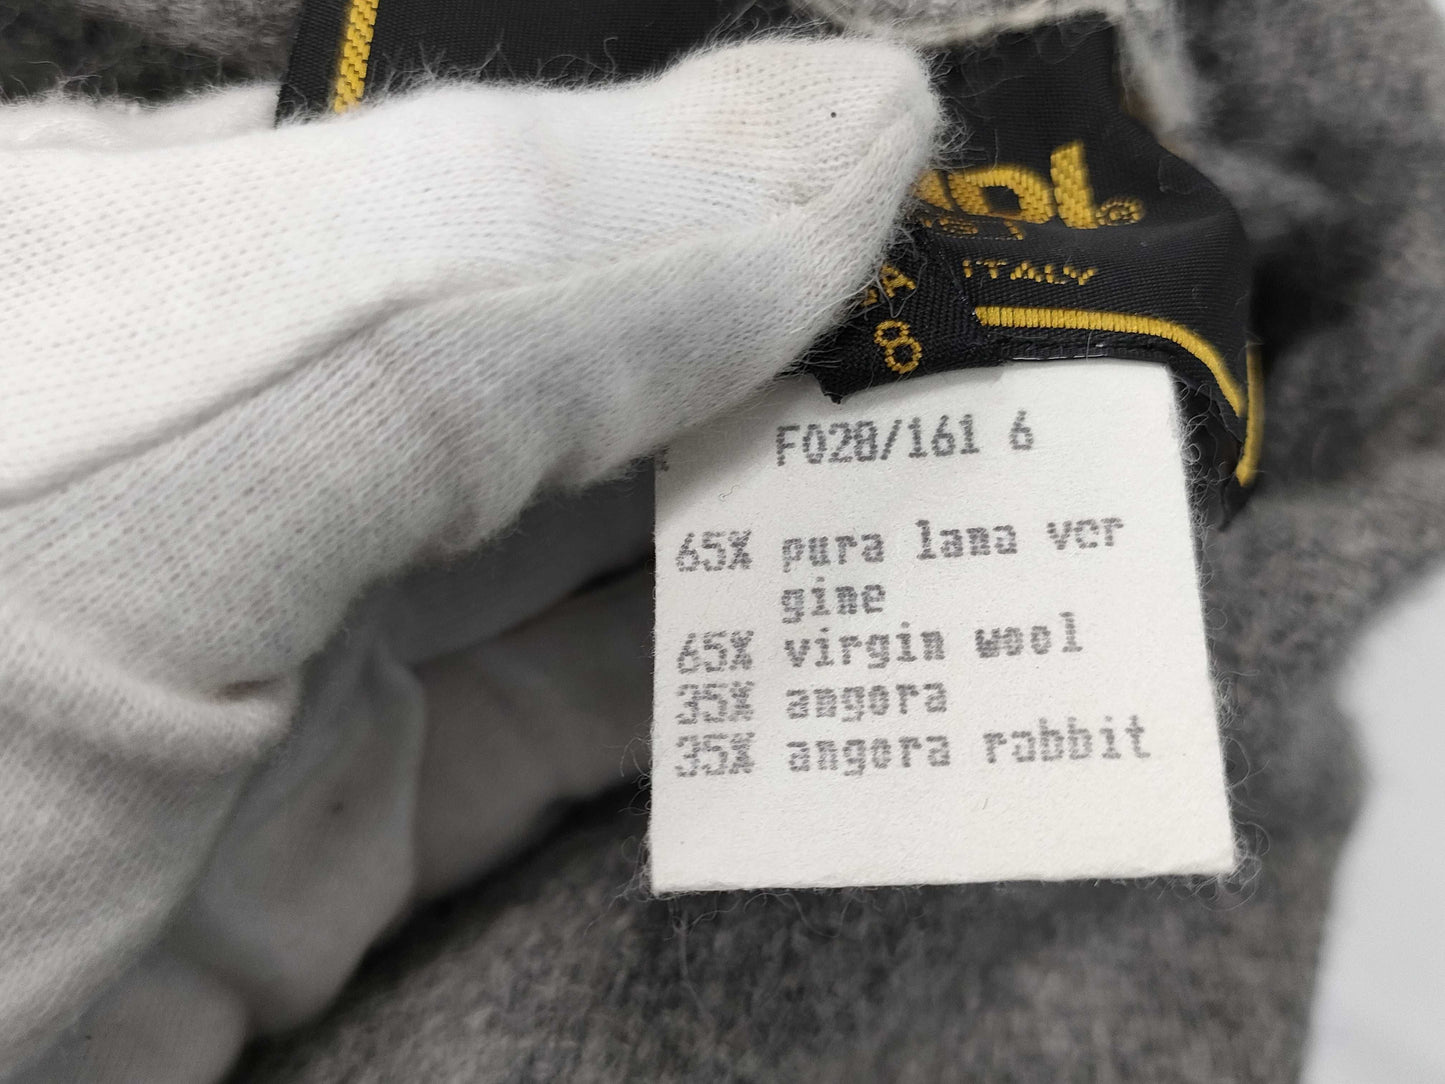 ITALY
8
F028/161 6
65% pura lana ver
gine
65% virgin wool
35% angora
35% angora rabbit